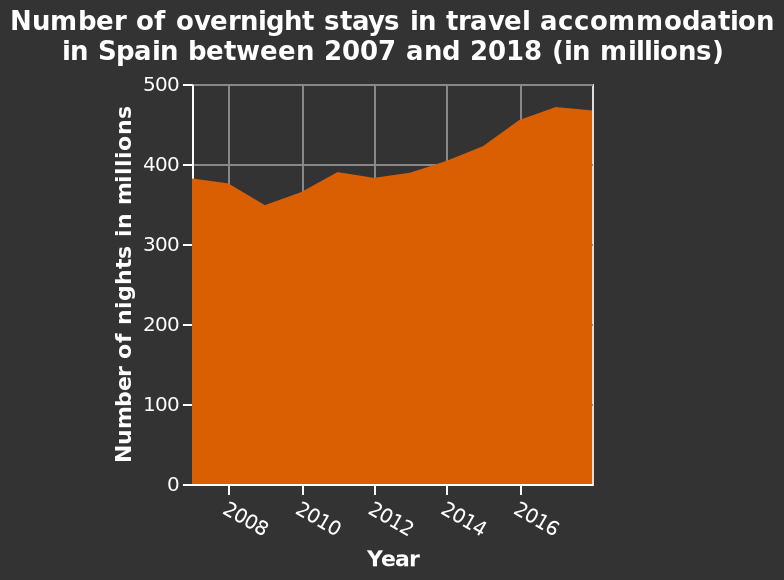 Number of overnight stays in travel accommodation
in Spain between 2007 and 2018 (in millions)
Number of nights in millions
500
400
300
200
100
0
2008
2010
2012
2014
2016
Year